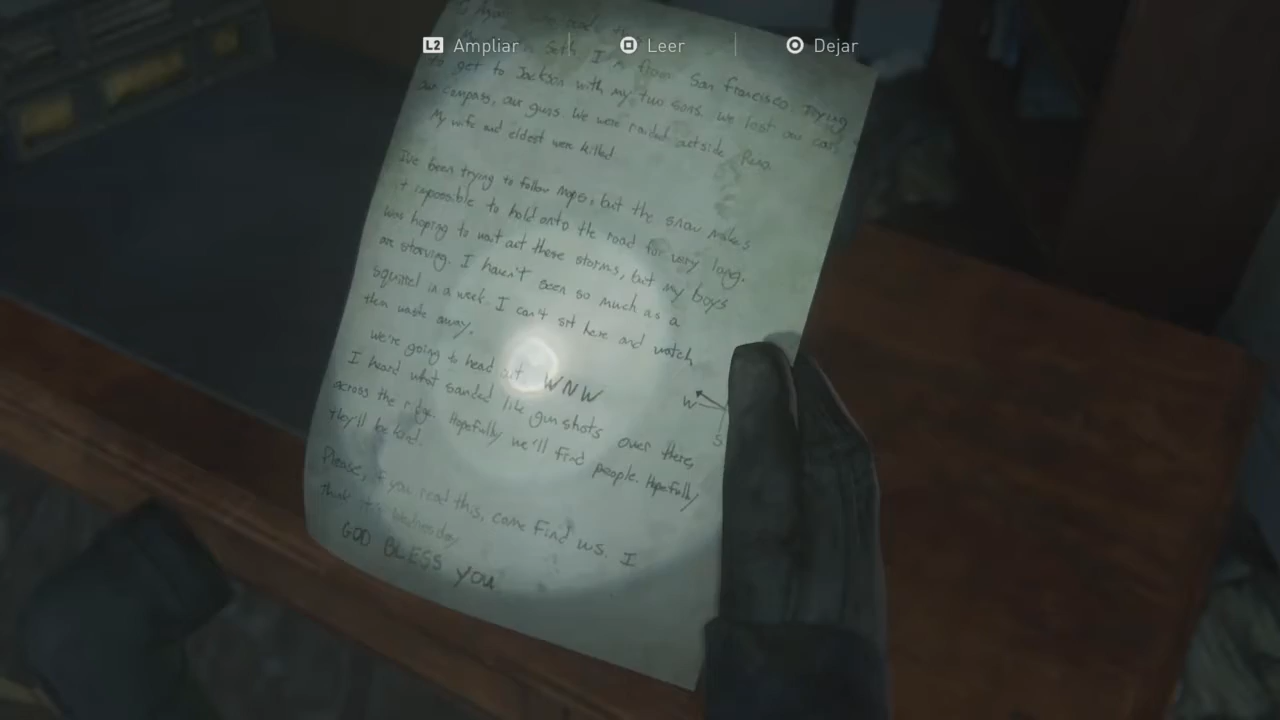 L2 Ampliar
Leer
Dejar
I'm from San Francisco. Trying
to get to Jackson with my two sons. We lost our cars,
our compass, our guns. We were raided outside Reno.
My wife and eldest were killed.
I've been trying to follow maps, but the snow makes
it impossible to hold onto the road for very long.
was hoping to wait out these storms, but my boys
are starving. I haven't seen so much as a
squirrel in a week. I can't sit here and watch
them waste away.
We're going to head out WNW
I heard what sounded like gunshots over there,
across the ridge. Hopefully we'll find people. Hopefully
they'll be kind.
W
S
Please, if you read this, come find us. I
think it's Wednesday
GOD BLESS YOU